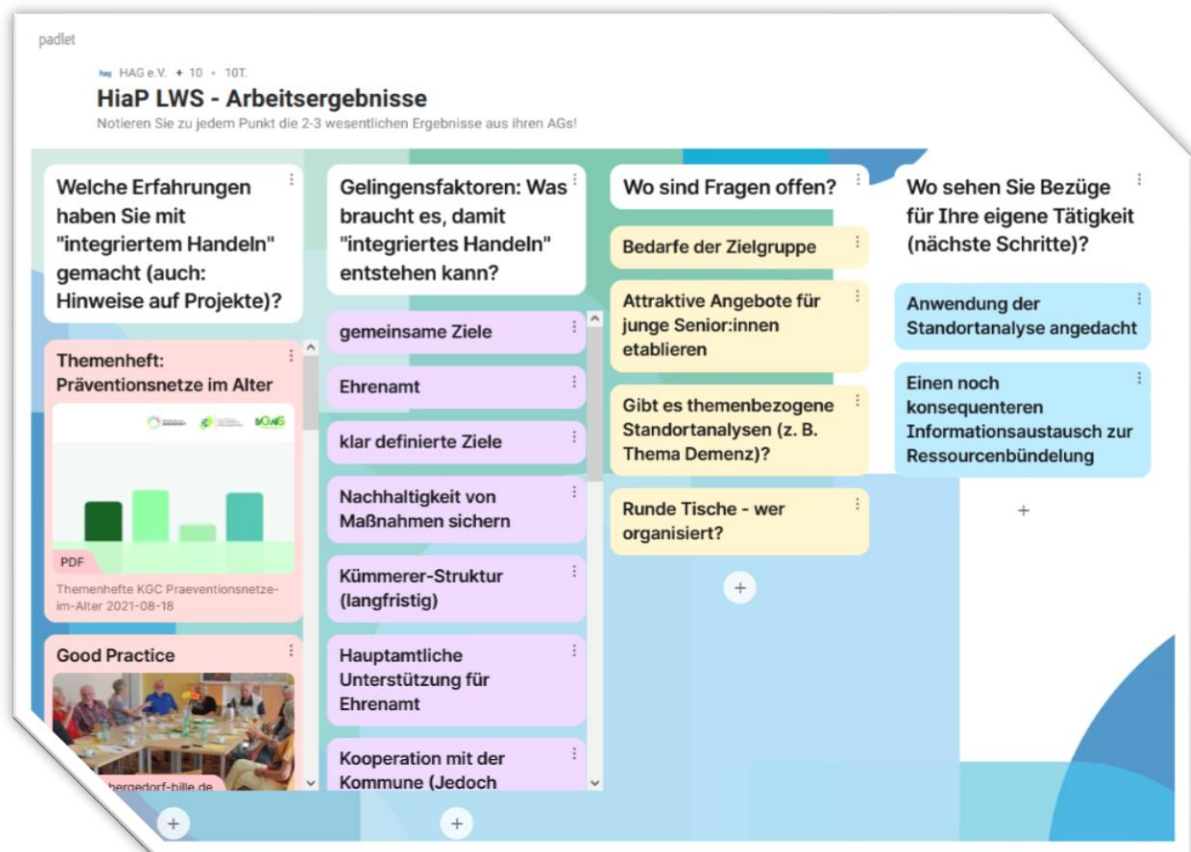 padlet
HAG e.V. + 10 • 10T.
HiaP LWS - Arbeitsergebnisse
Notieren Sie zu jedem Punkt die 2-3 wesentlichen Ergebnisse aus ihren AGs!
Welche Erfahrungen
haben Sie mit
"integriertem Handeln"
gemacht (auch:
Hinweise auf Projekte)?
Themenheft:
Präventionsnetze im Alter
PDF
Themenhefte KGC Praeventionsnetze-
im-Alter 2021-08-18
Good Practice
bergedorf-bille.de
Gelingensfaktoren: Was
braucht es, damit
"integriertes Handeln"
entstehen kann?
gemeinsame Ziele
Ehrenamt
klar definierte Ziele
Nachhaltigkeit von
Maßnahmen sichern
Kümmerer-Struktur
(langfristig)
Hauptamtliche
Unterstützung für
Ehrenamt
Kooperation mit der
Kommune (Jedoch
Wo sind Fragen offen?
Bedarfe der Zielgruppe
Attraktive Angebote für
junge Senior:innen
etablieren
Gibt es themenbezogene
Standortanalysen (z. B.
Thema Demenz)?
Runde Tische - wer
organisiert?
Wo sehen Sie Bezüge
für Ihre eigene Tätigkeit
(nächste Schritte)?
Anwendung der
Standortanalyse angedacht
Einen noch
konsequenteren
Informationsaustausch zur
Ressourcenbündelung